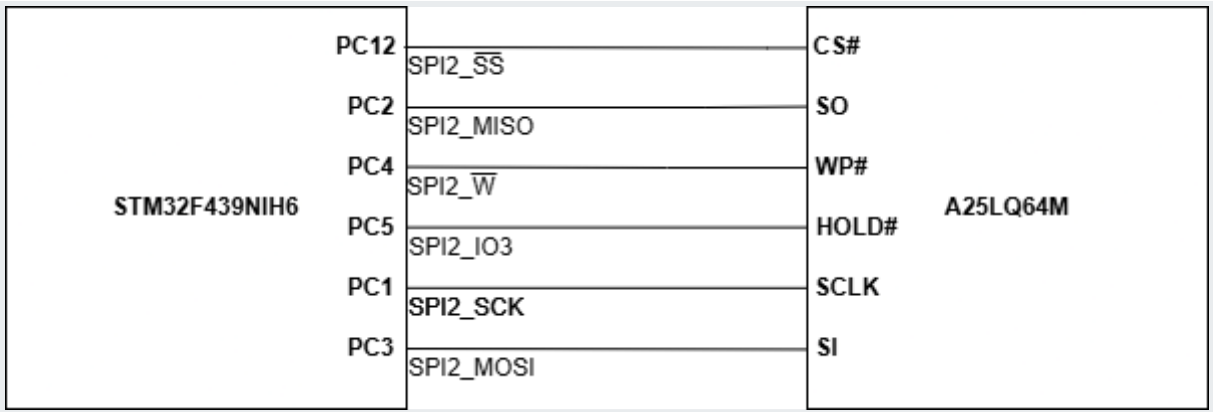 PC12 CS#
SPI2_S̅S̅
PC2 SO
SPI2_MISO
PC4 WP#
SPI2_W̅
STM32F439NIH6 A25LQ64M
PC5 HOLD#
SPI2_IO3
PC1 SCLK
SPI2_SCK
PC3 SI
SPI2_MOSI